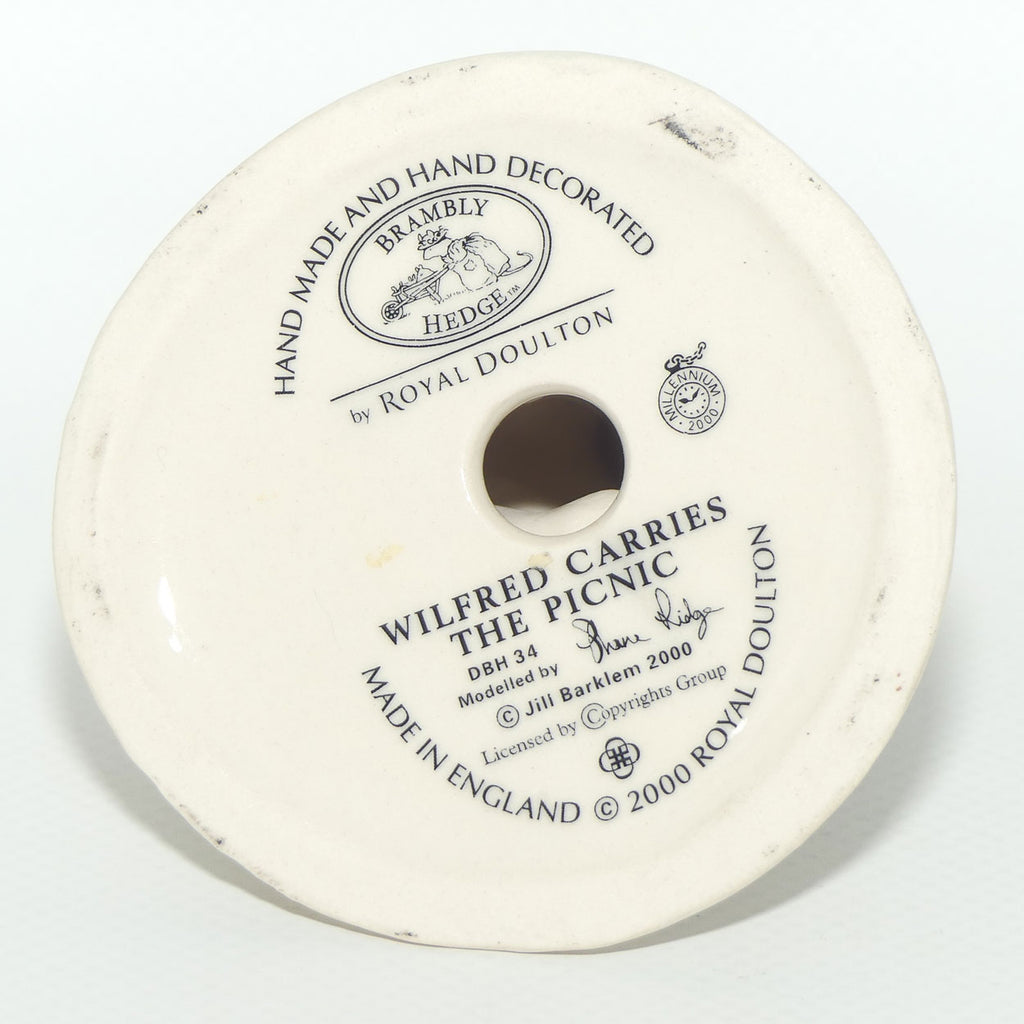 HAND MADE AND HAND DECORATED
BRAMBLY
HEDGE™
by ROYAL DOULTON
MILLENNIUM
2000
WILFRED CARRIES
THE PICNIC
DBH 34
Modelled by Shane Ridge
© Jill Barklem 2000
Licensed by ©opyrights Group
MADE IN ENGLAND © 2000 ROYAL DOULTON